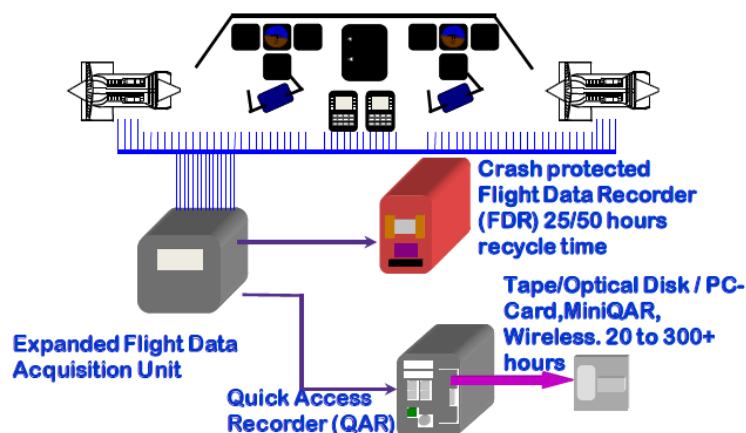 Crash protected
Flight Data Recorder
(FDR) 25/50 hours
recycle time
Tape/Optical Disk / PC-
Card,MiniQAR,
Wireless. 20 to 300+
hours
Expanded Flight Data
Acquisition Unit
Quick Access
Recorder (QAR)